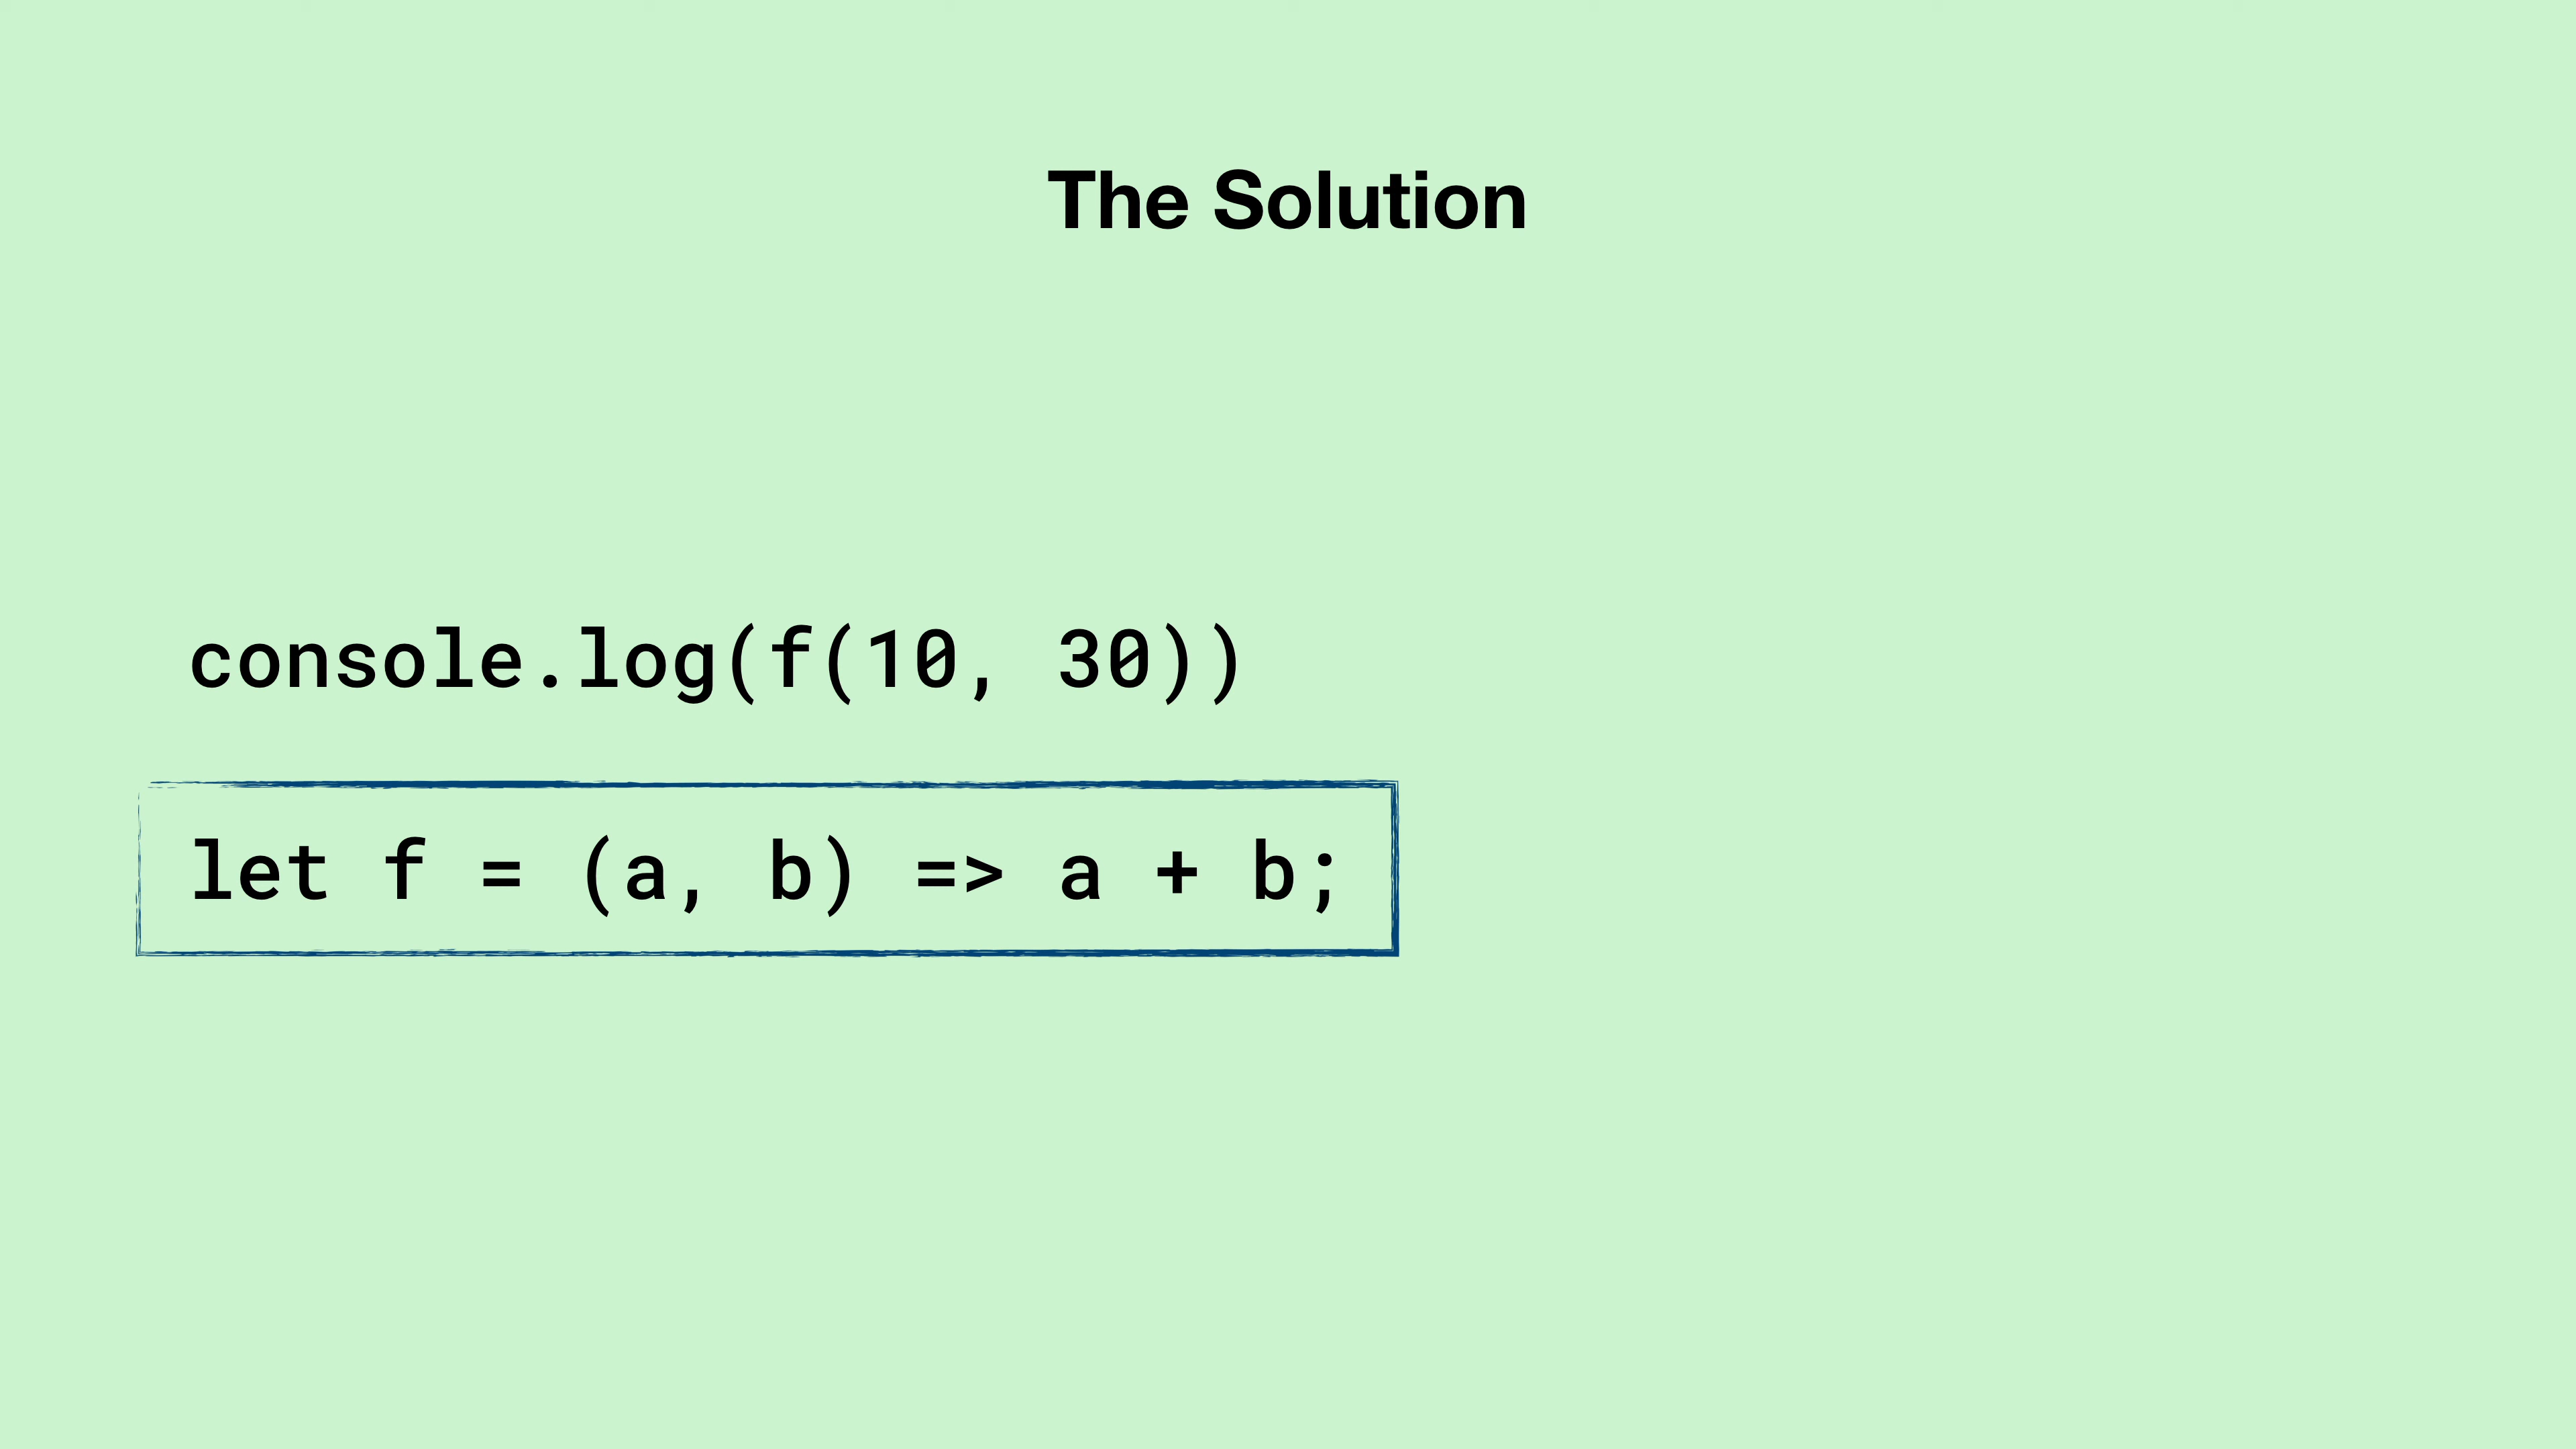 The Solution
console.log(f(10, 30))
let f = (a, b) => a + b;